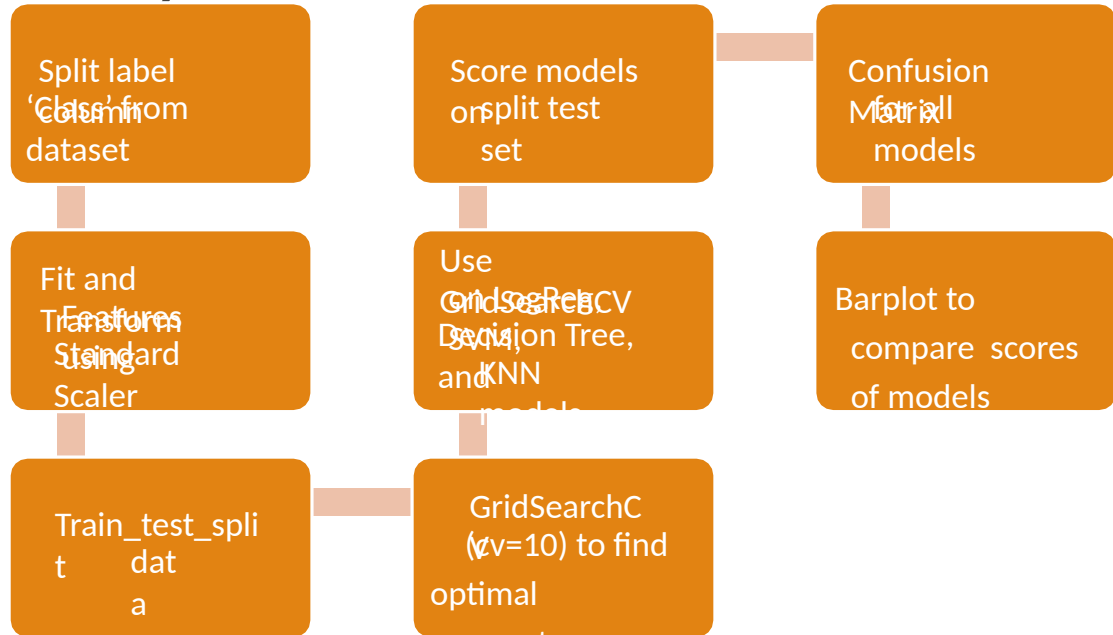 Split label
column
‘Class’ from
dataset
Fit and
Transform
Features
using
Standard
Scaler
Train_test_spli
t
dat
a
GridSearchC
V
(cv=10) to find
optimal
Use
GridSearchCV
on LogReg,
SVM,
Decision Tree,
and
KNN
models
Score models
on
split test
set
Confusion
Matrix
for all
models
Barplot to
compare scores
of models